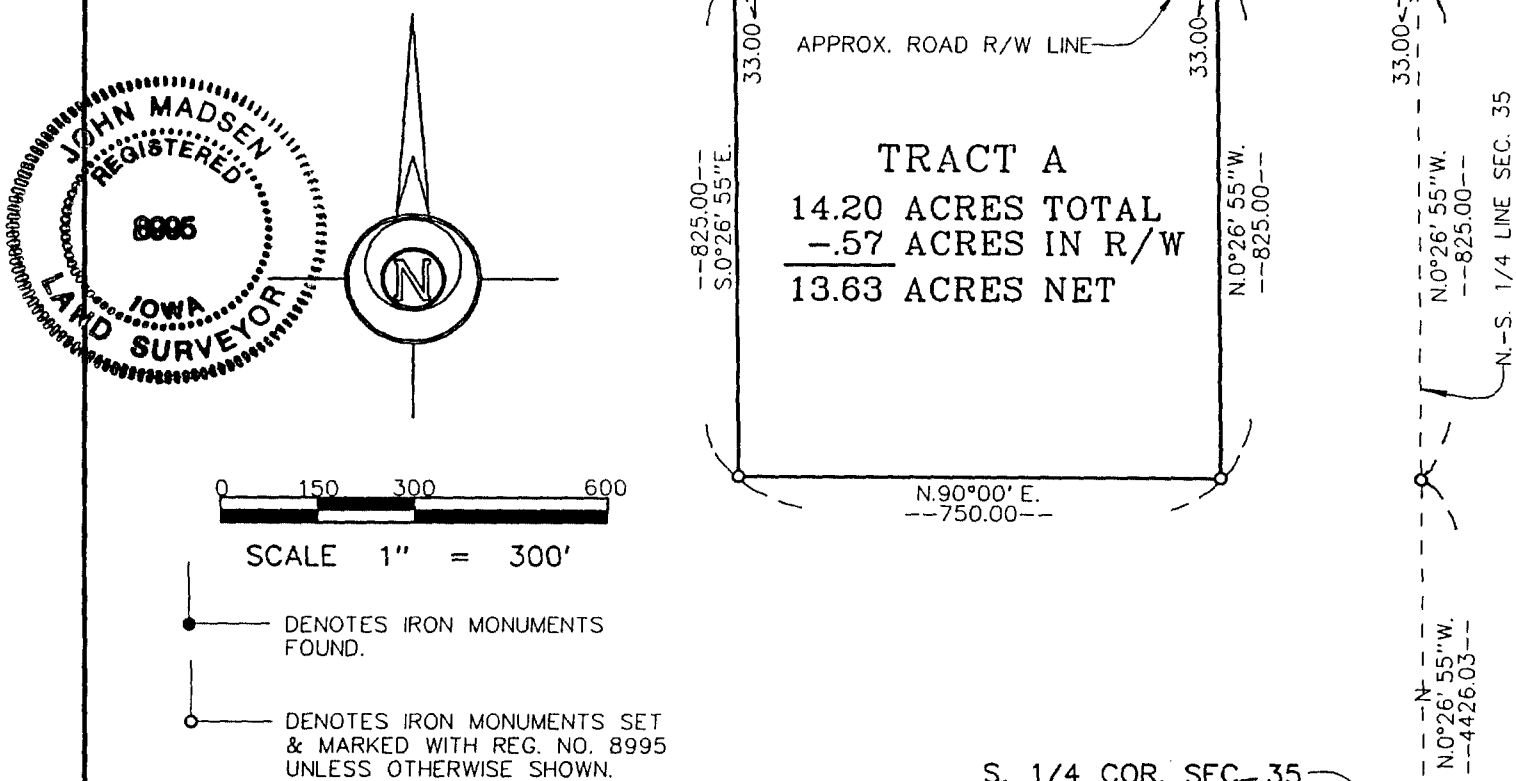 JOHN MADSEN
REGISTERED
8995
IOWA
LAND SURVEYOR
N
33.00
APPROX. ROAD R/W LINE
33.00
33.00
--825.00--
S.0°26'55"E.
TRACT A
14.20 ACRES TOTAL
-.57 ACRES IN R/W
13.63 ACRES NET
N.0°26'55"W.
--825.00--
N.0°26'55"W.
--825.00--
N.-S. 1/4 LINE SEC. 35
N.90°00'E.
--750.00--
0 150 300 600
SCALE 1" = 300'
DENOTES IRON MONUMENTS
FOUND.
DENOTES IRON MONUMENTS SET
& MARKED WITH REG. NO. 8995
UNLESS OTHERWISE SHOWN.
N.0°26'55"W.
--4426.03--
S. 1/4 COR. SEC. 35